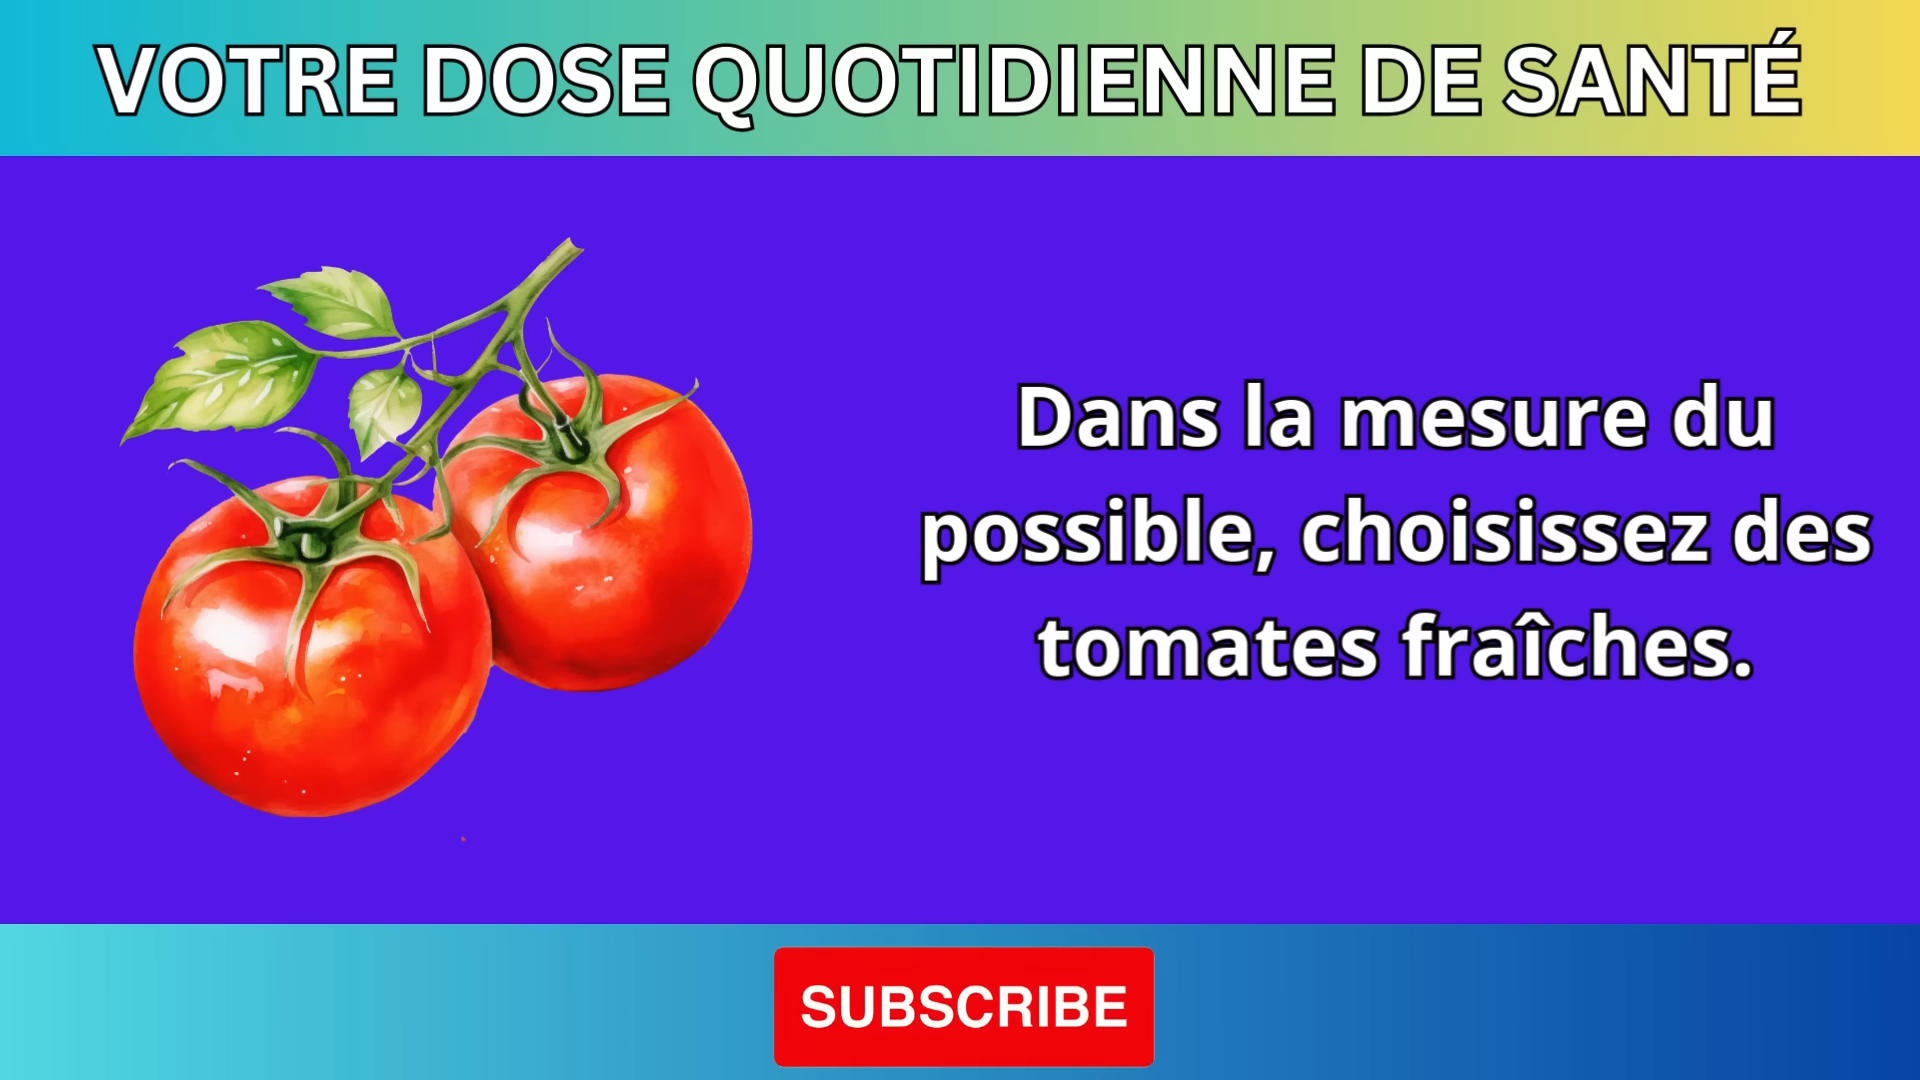 VOTRE DOSE QUOTIDIENNE DE SANTÉ
Dans la mesure du
possible, choisissez des
tomates fraîches.
SUBSCRIBE